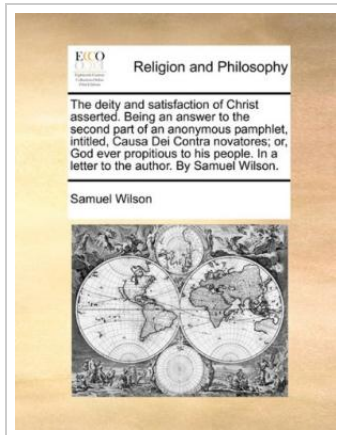 ECCO
Religion and Philosophy
The deity and satisfaction of Christ
asserted. Being an answer to the
second part of an anonymous pamphlet,
intitled, Causa Dei Contra novatores; or,
God ever propitious to his people. In a
letter to the author. By Samuel Wilson.
Samuel Wilson